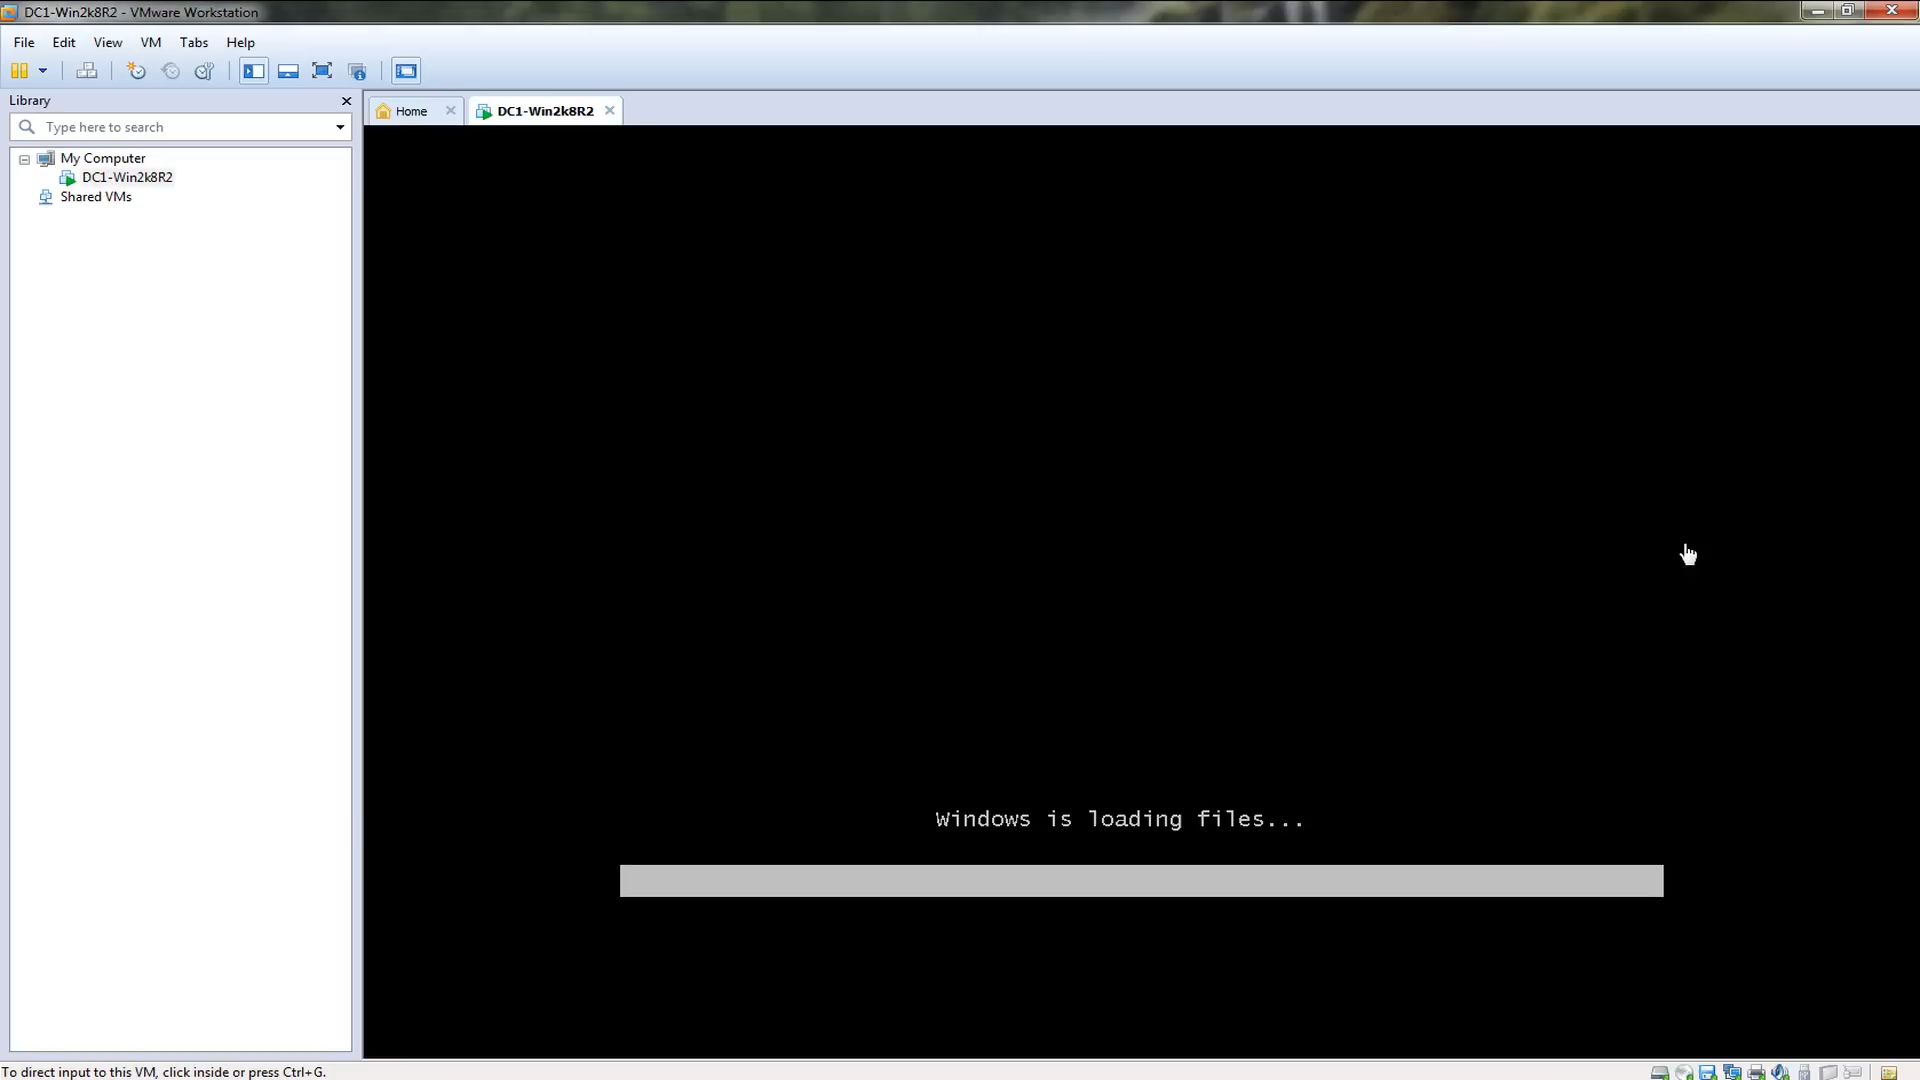 DC1-Win2k8R2 - VMware Workstation
File Edit View VM Tabs Help
Library
Home
DC1-Win2k8R2
Type here to search
My Computer
DC1-Win2k8R2
Shared VMs
Windows is loading files...
To direct input to this VM, click inside or press Ctrl+G.